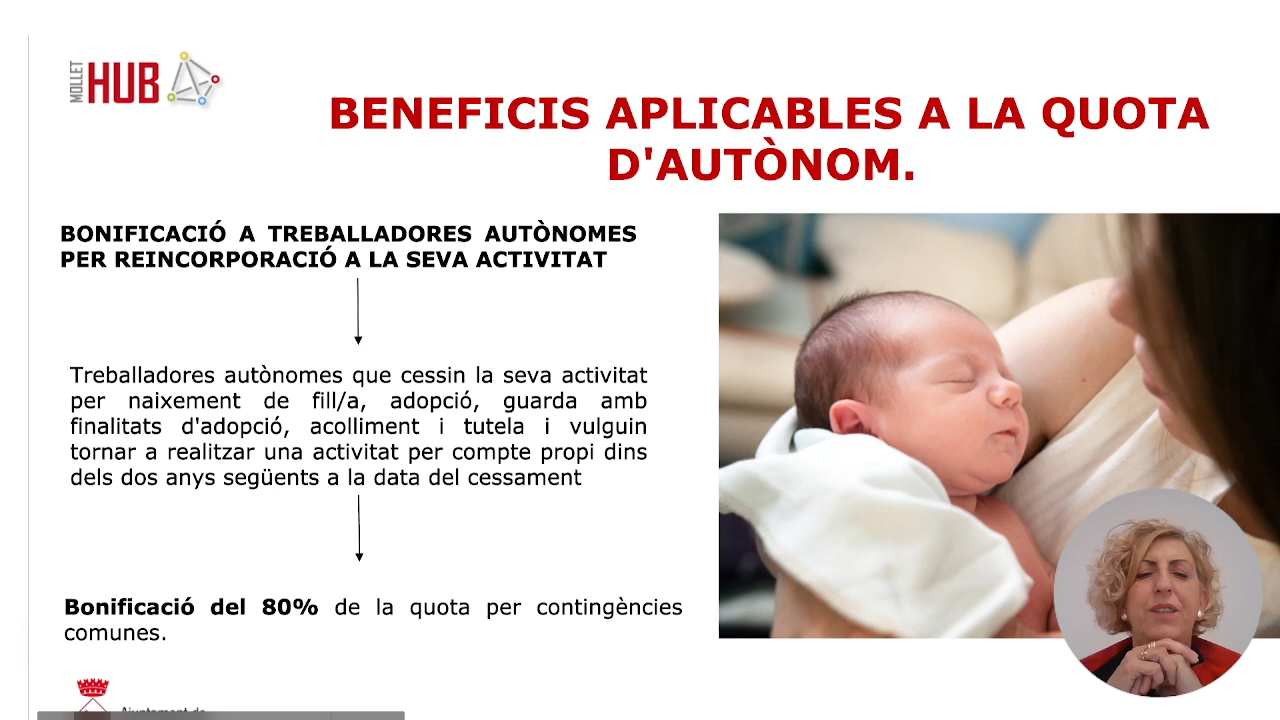 MOLLET
HUB
BENEFICIS APLICABLES A LA QUOTA
D'AUTÒNOM.
BONIFICACIÓ A TREBALLADORES AUTÒNOMES
PER REINCORPORACIÓ A LA SEVA ACTIVITAT
Treballadores autònomes que cessin la seva activitat
per naixement de fill/a, adopció, guarda amb
finalitats d'adopció, acolliment i tutela i vulguin
tornar a realitzar una activitat per compte propi dins
dels dos anys següents a la data del cessament
Bonificació del 80% de la quota per contingències
comunes.
Ajuntament de